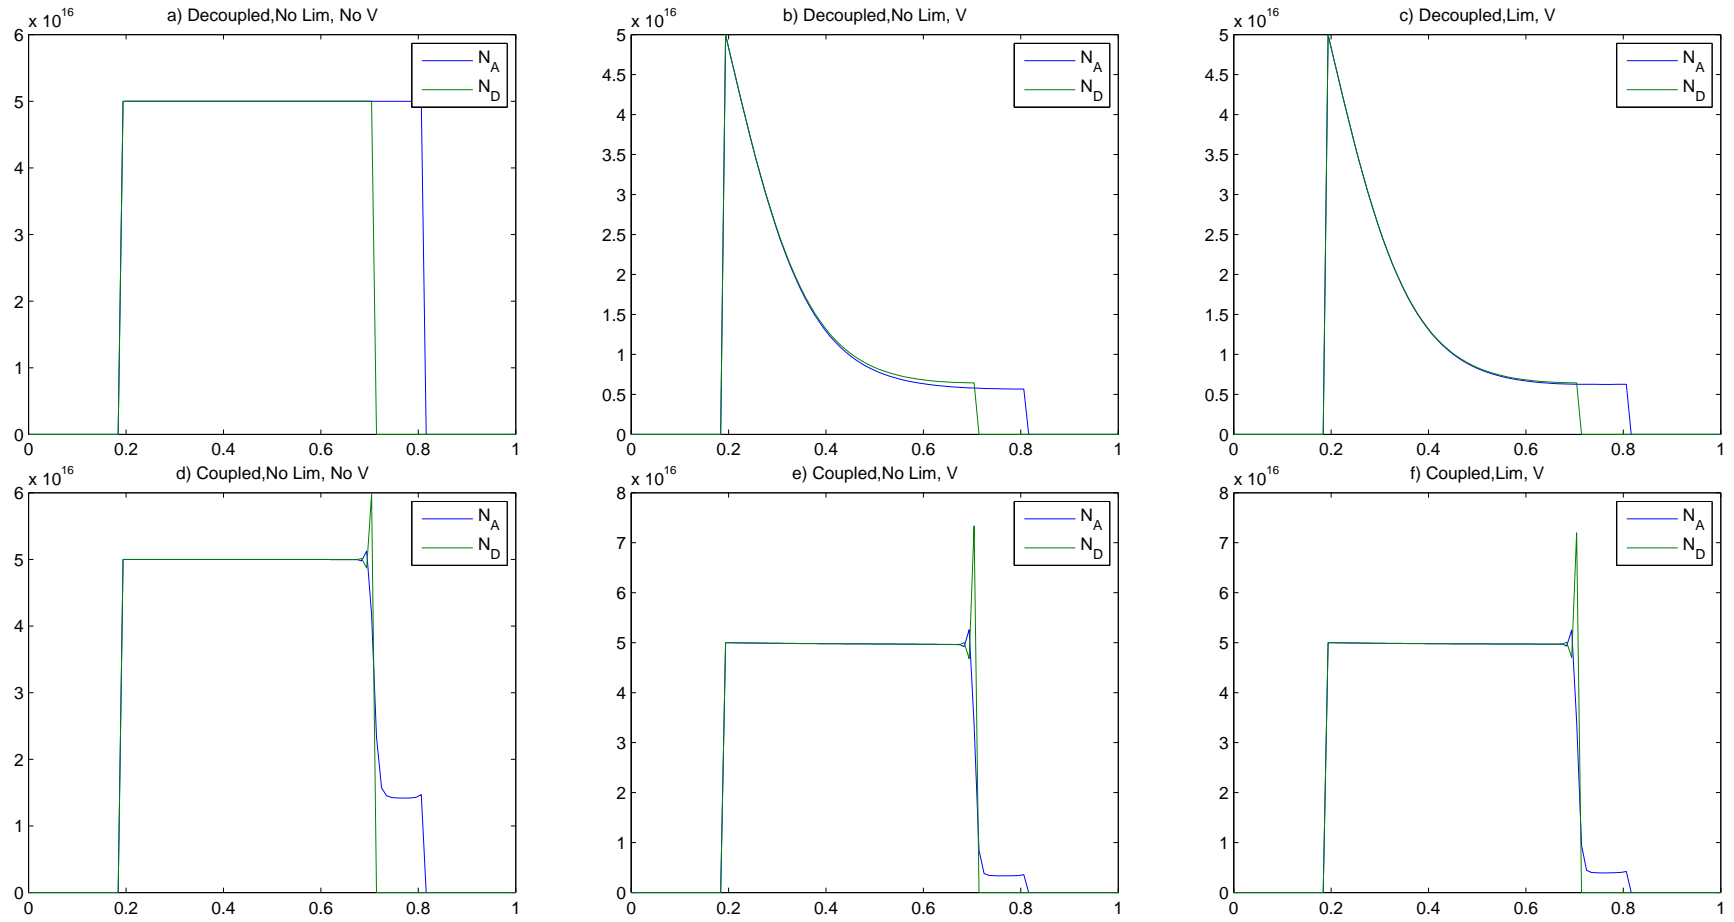 a) Decoupled,No Lim, No V
x 10^16
6
5
4
3
2
1
0
0 0.2 0.4 0.6 0.8 1
N_A
N_D
b) Decoupled,No Lim, V
x 10^16
5
4.5
4
3.5
3
2.5
2
1.5
1
0.5
0
0 0.2 0.4 0.6 0.8 1
N_A
N_D
c) Decoupled,Lim, V
x 10^16
5
4.5
4
3.5
3
2.5
2
1.5
1
0.5
0
0 0.2 0.4 0.6 0.8 1
N_A
N_D
d) Coupled,No Lim, No V
x 10^16
6
5
4
3
2
1
0
0 0.2 0.4 0.6 0.8 1
N_A
N_D
e) Coupled,No Lim, V
x 10^16
8
7
6
5
4
3
2
1
0
0 0.2 0.4 0.6 0.8 1
N_A
N_D
f) Coupled,Lim, V
x 10^16
8
7
6
5
4
3
2
1
0
0 0.2 0.4 0.6 0.8 1
N_A
N_D